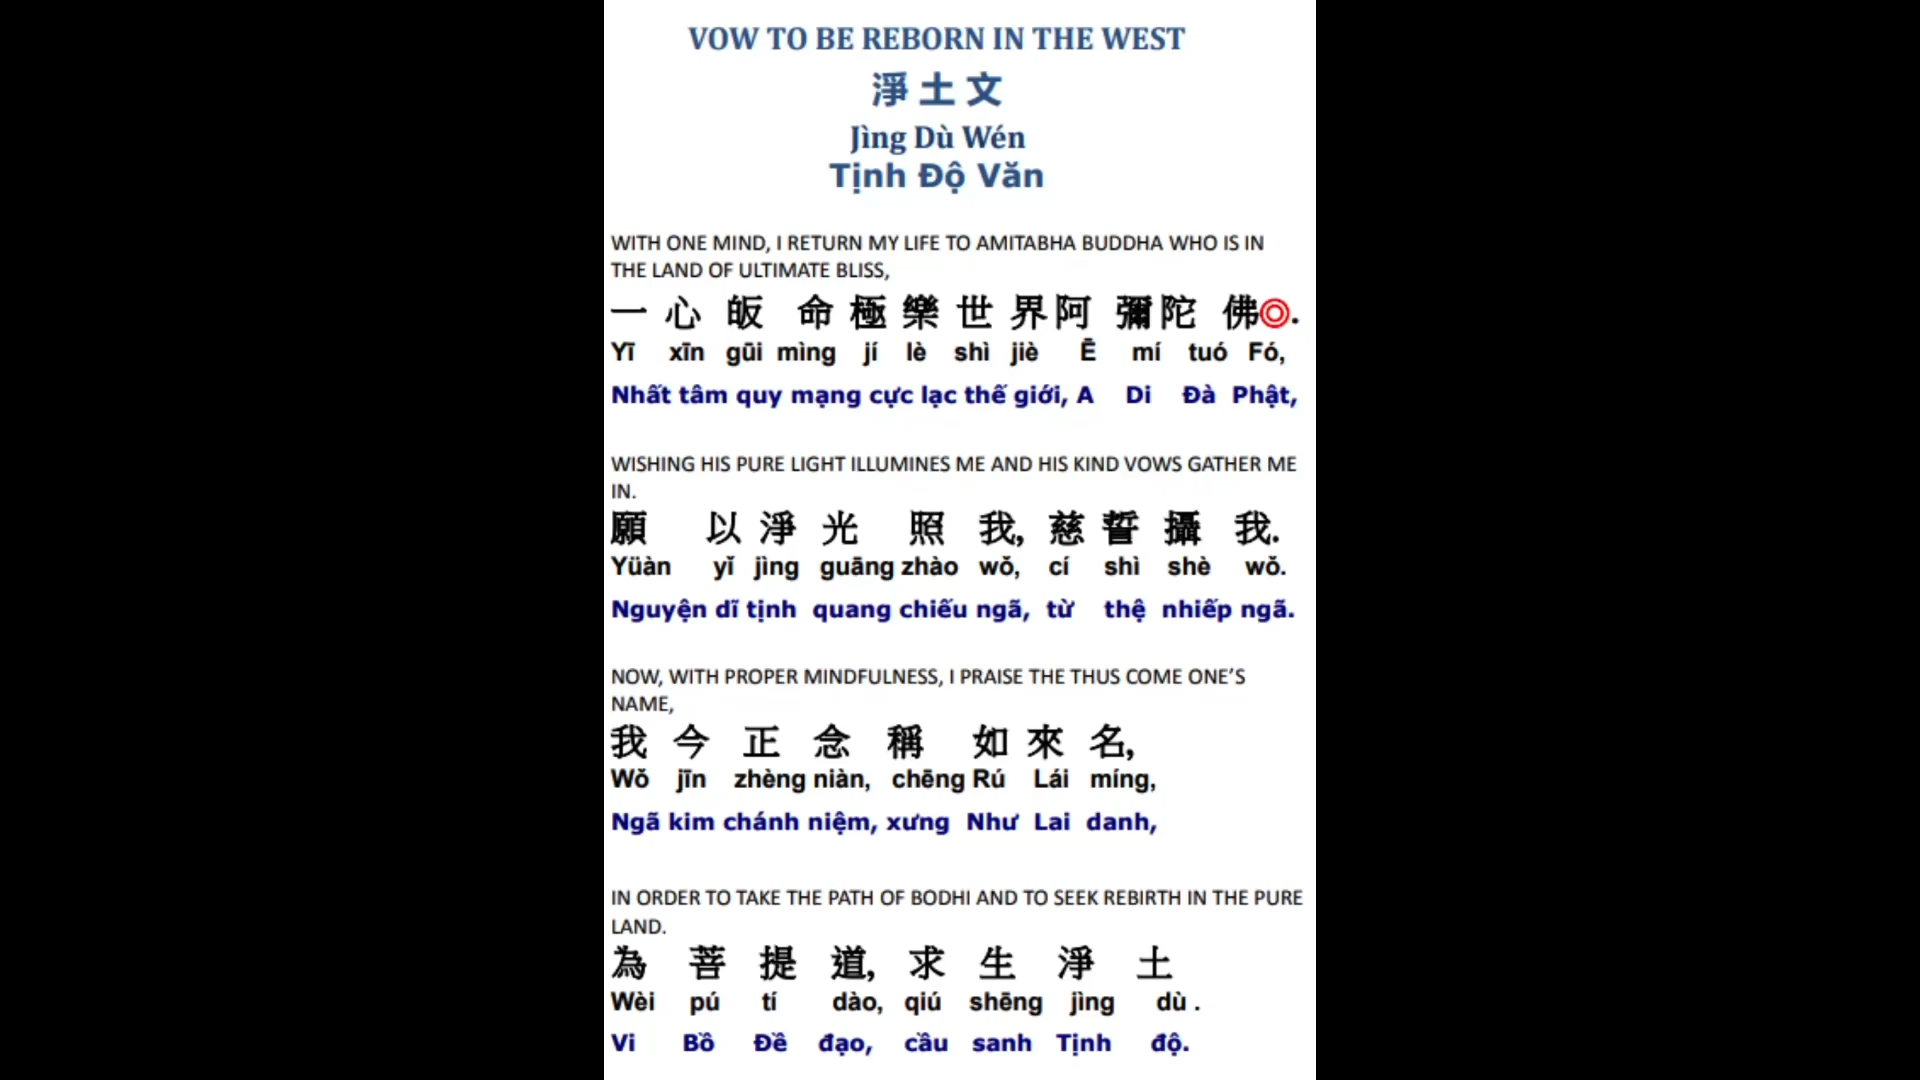 VOW TO BE REBORN IN THE WEST
淨 土 文
Jìng Dù Wén
Tịnh Độ Văn
WITH ONE MIND, I RETURN MY LIFE TO AMITABHA BUDDHA WHO IS IN
THE LAND OF ULTIMATE BLISS,
一 心 皈 命 極 樂 世 界 阿 彌 陀 佛◎.
Yī xīn gūi mìng jí lè shì jiè Ē mí tuó Fó,
Nhất tâm quy mạng cực lạc thế giới, A Di Đà Phật,
WISHING HIS PURE LIGHT ILLUMINES ME AND HIS KIND VOWS GATHER ME
IN.
願 以 淨 光 照 我, 慈 誓 攝 我.
Yüàn yǐ jìng guāng zhào wǒ, cí shì shè wǒ.
Nguyện dĩ tịnh quang chiếu ngã, từ thệ nhiếp ngã.
NOW, WITH PROPER MINDFULNESS, I PRAISE THE THUS COME ONE’S
NAME,
我 今 正 念 稱 如 來 名,
Wǒ jīn zhèng niàn, chēng Rú Lái míng,
Ngã kim chánh niệm, xưng Như Lai danh,
IN ORDER TO TAKE THE PATH OF BODHI AND TO SEEK REBIRTH IN THE PURE
LAND.
為 菩 提 道, 求 生 淨 土
Wèi pú tí dào, qiú shēng jìng dù .
Vi Bồ Đề đạo, cầu sanh Tịnh độ.